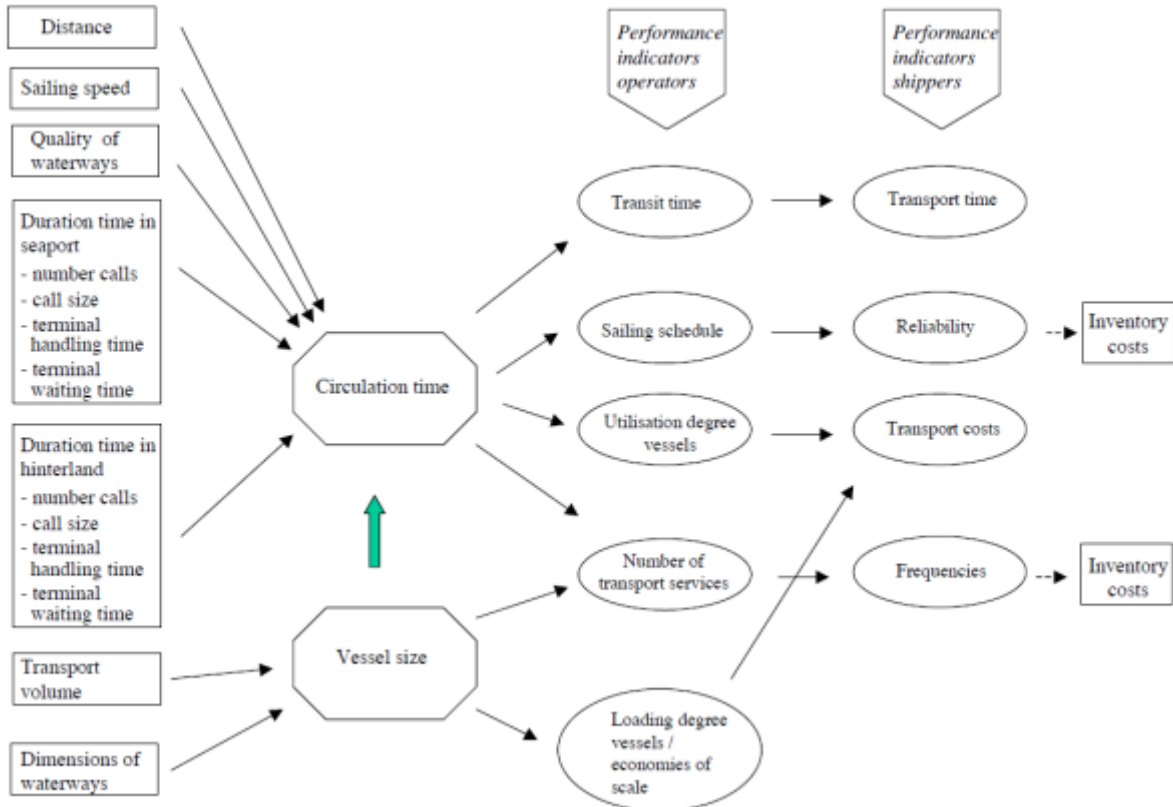 Distance
Sailing speed
Quality of
waterways
Duration time in
seaport
- number calls
- call size
- terminal
handling time
- terminal
waiting time
Duration time in
hinterland
- number calls
- call size
- terminal
handling time
- terminal
waiting time
Transport
volume
Dimensions of
waterways
Circulation time
Vessel size
Performance
indicators
operators
Transit time
Sailing schedule
Utilisation degree
vessels
Number of
transport services
Loading degree
vessels /
economies of
scale
Performance
indicators
shippers
Transport time
Reliability
Transport costs
Frequencies
Inventory
costs
Inventory
costs